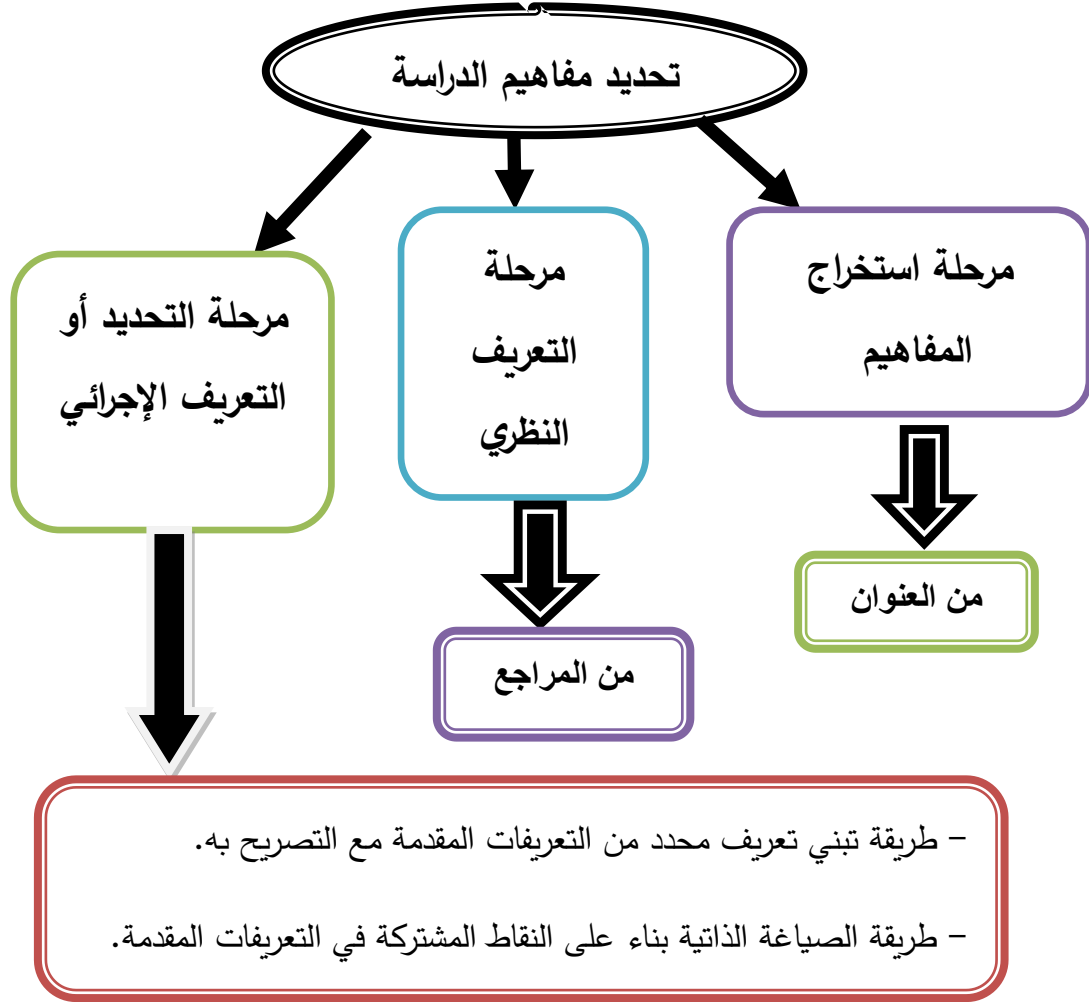 تحديد مفاهيم الدراسة
مرحلة استخراج
المفاهيم
من العنوان
مرحلة
التعريف
النظري
من المراجع
مرحلة التحديد أو
التعريف الإجرائي
- طريقة تبني تعريف محدد من التعريفات المقدمة مع التصريح به.
- طريقة الصياغة الذاتية بناء على النقاط المشتركة في التعريفات المقدمة.